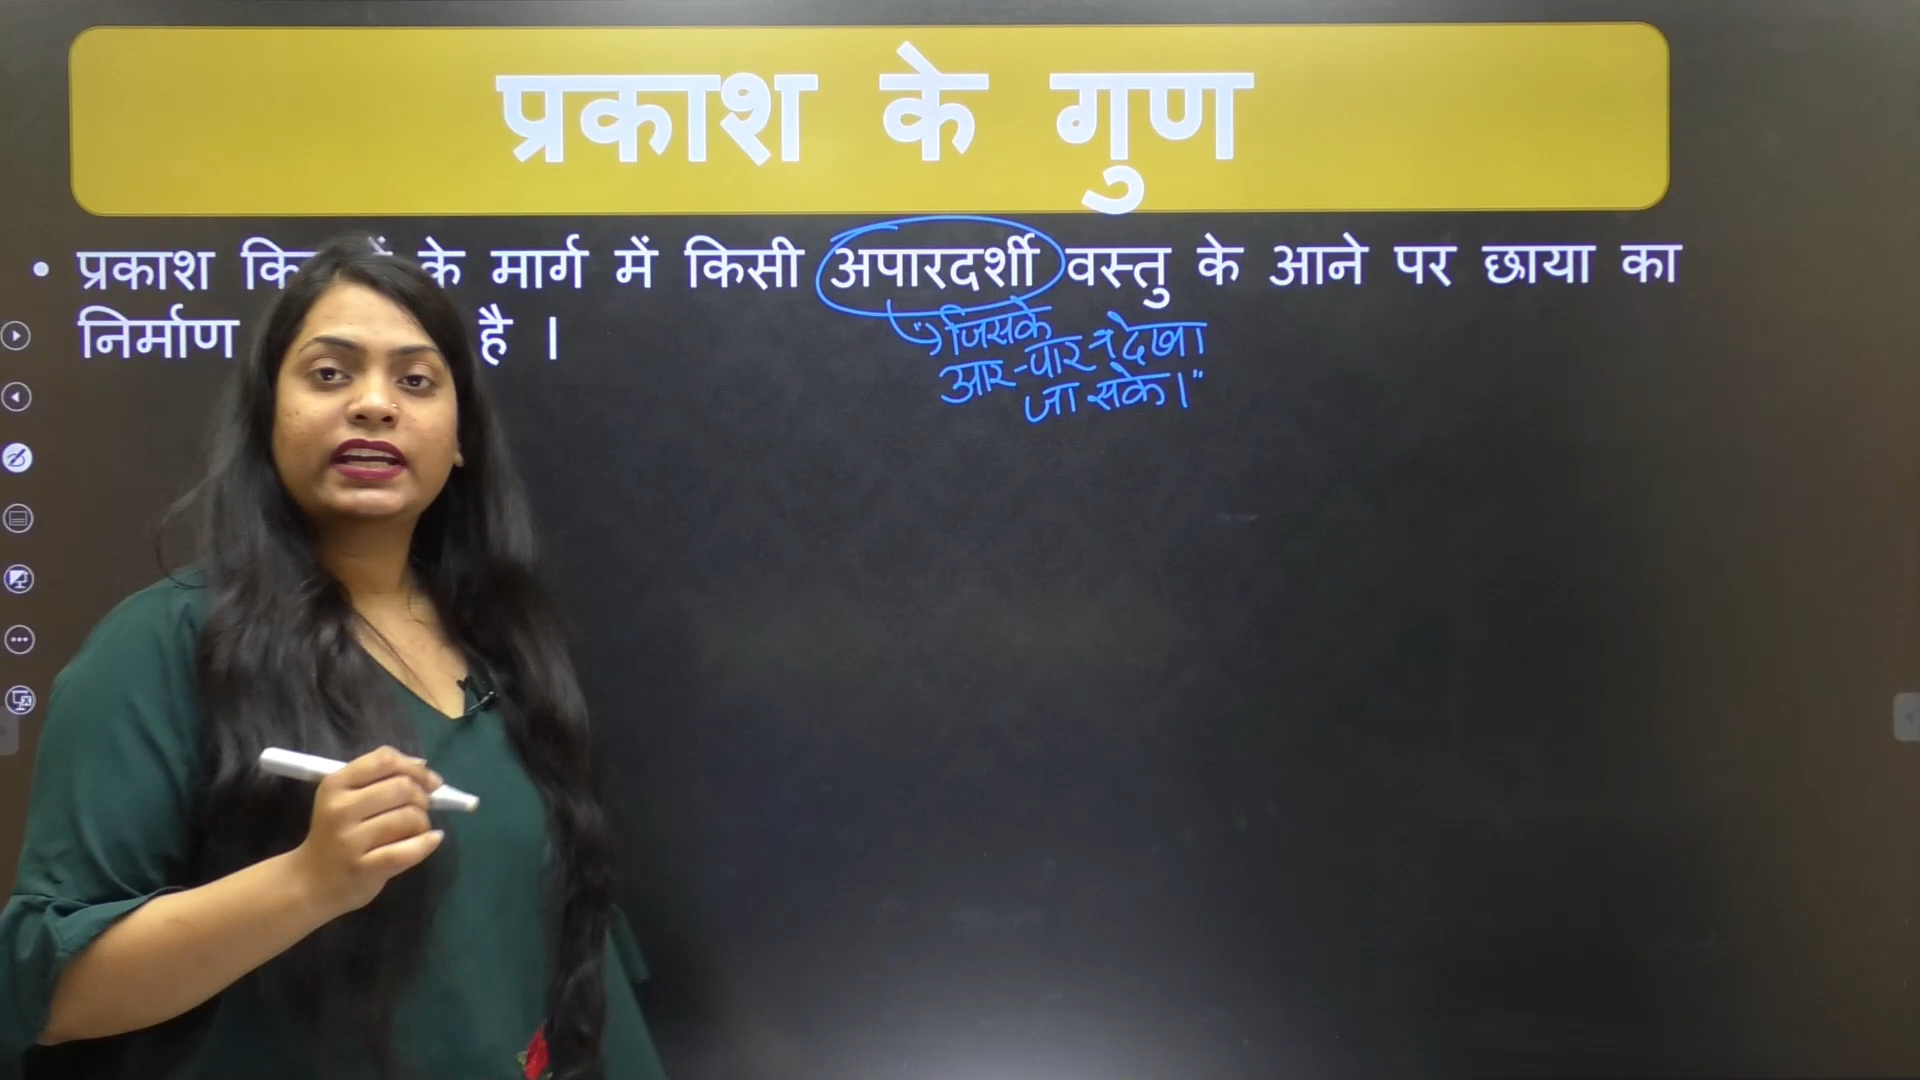 प्रकाश के गुण
• प्रकाश के मार्ग में किसी अपारदर्शी वस्तु के आने पर छाया का
निर्माण है ।
"जिसके
आर-पार न देखा
जा सके।"